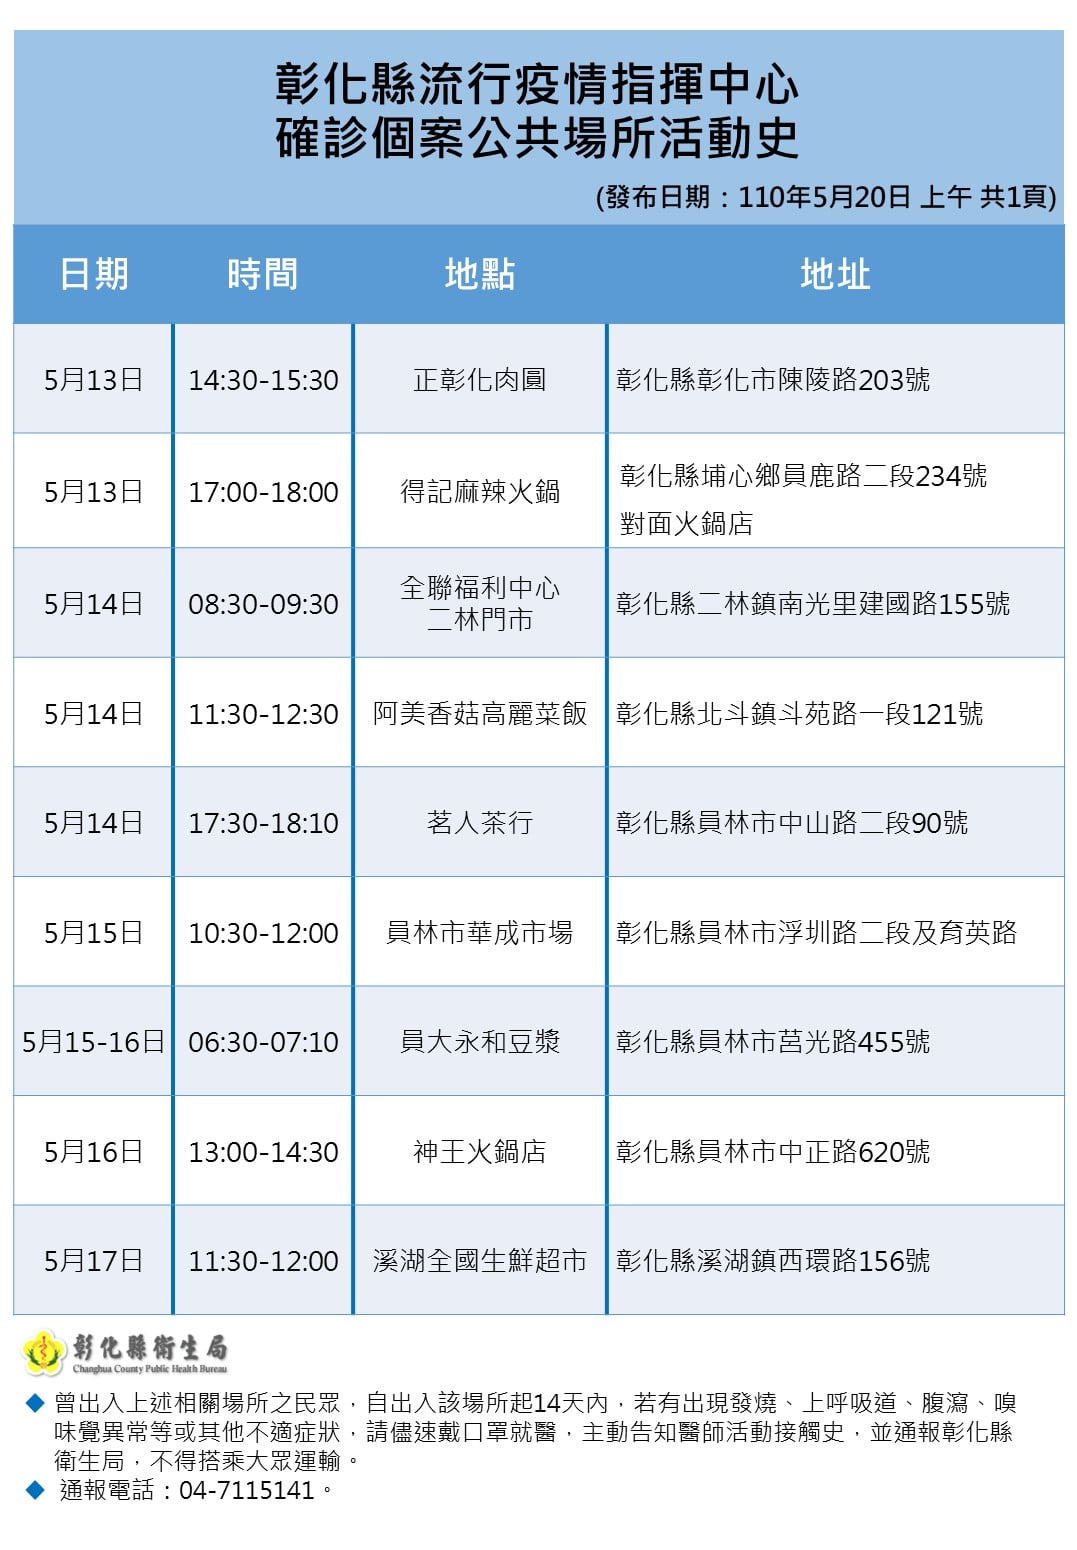 彰化縣流行疫情指揮中心
確診個案公共場所活動史
(發布日期：110年5月20日 上午 共1頁)
日期 時間 地點 地址
5月13日 14:30-15:30 正彰化肉圓 彰化縣彰化市陳陵路203號
5月13日 17:00-18:00 得記麻辣火鍋 彰化縣埔心鄉員鹿路二段234號
對面火鍋店
5月14日 08:30-09:30 全聯福利中心
二林門市 彰化縣二林鎮南光里建國路155號
5月14日 11:30-12:30 阿美香菇高麗菜飯 彰化縣北斗鎮斗苑路一段121號
5月14日 17:30-18:10 茗人茶行 彰化縣員林市中山路二段90號
5月15日 10:30-12:00 員林市華成市場 彰化縣員林市浮圳路二段及育英路
5月15-16日 06:30-07:10 員大永和豆漿 彰化縣員林市莒光路455號
5月16日 13:00-14:30 神王火鍋店 彰化縣員林市中正路620號
5月17日 11:30-12:00 溪湖全國生鮮超市 彰化縣溪湖鎮西環路156號
彰化縣衛生局
Changhua County Public Health Bureau
◆ 曾出入上述相關場所之民眾，自出入該場所起14天內，若有出現發燒、上呼吸道、腹瀉、嗅
味覺異常等或其他不適症狀，請儘速戴口罩就醫，主動告知醫師活動接觸史，並通報彰化縣
衛生局，不得搭乘大眾運輸。
◆ 通報電話：04-7115141。